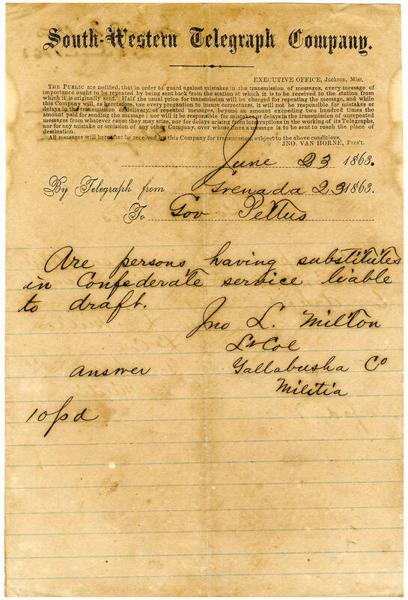 South-Western Telegraph Company.
EXECUTIVE OFFICE, Jackson, Miss.
THE PUBLIC are notified, that in order to guard against mistakes in the transmission of messages, every message of
importance ought to be repeated by being sent back from the station at which it is to be received to the station from
which it is originally sent. Half the usual price for transmission will be charged for repeating the message, and while
this Company will, as heretofore, use every precaution to insure correctness, it will not be responsible for mistakes or
delays in the transmission or delivery of repeated messages, beyond an amount exceeding five hundred times the
amount paid for sending the message; nor will it be responsible for mistakes or delays in the transmission of unrepeated
messages from whatever cause they may arise, nor for delays arising from interruptions in the working of its Telegraphs,
nor for any mistake or omission of any other Company, over whose lines a message is to be sent to reach the place of
destination.
All messages will hereafter be received by this Company for transmission, subject to the above conditions.
JNO. VAN HORNE, Pres't.
June 23 1863.
By Telegraph from Grenada 23 1863.
To Gov Pettus
Are persons having substitutes
in Confederate service liable
to draft.
Jno L. Milton
Lt Col
answer Yallabusha Co
Militia
10 pd